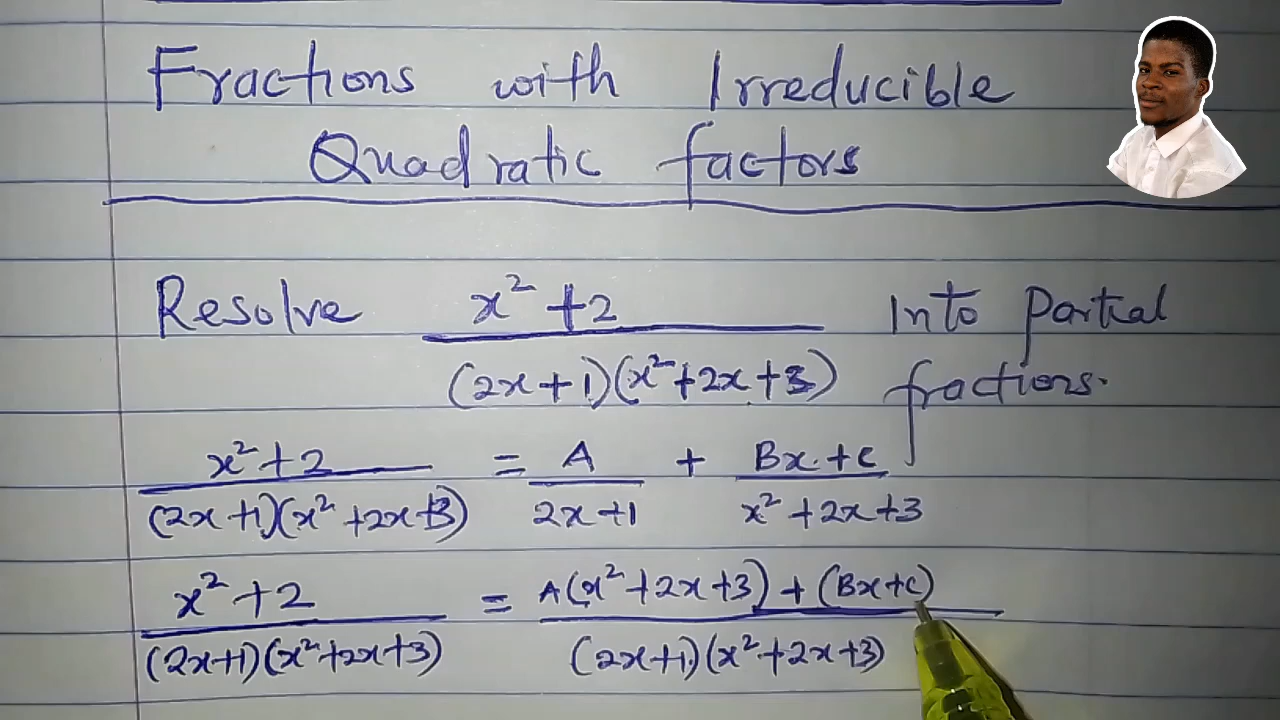 Fractions with Irreducible
Quadratic factors
Resolve x² + 2 / (2x + 1)(x² + 2x + 3) Into Partial
fractions.
x² + 2 / (2x + 1)(x² + 2x + 3) = A / 2x + 1 + Bx + C / x² + 2x + 3
x² + 2 / (2x + 1)(x² + 2x + 3) = A(x² + 2x + 3) + (Bx + C) / (2x + 1)(x² + 2x + 3)